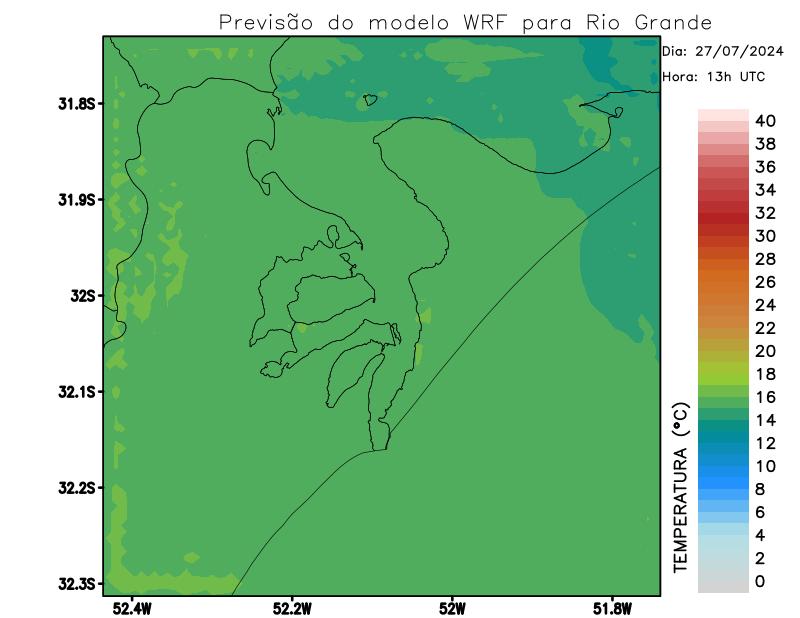 Previsão do modelo WRF para Rio Grande
Dia: 27/07/2024
Hora: 13h UTC
31.8S
31.9S
32S
32.1S
32.2S
32.3S
52.4W
52.2W
52W
51.8W
TEMPERATURA (ºC)
40
38
36
34
32
30
28
26
24
22
20
18
16
14
12
10
8
6
4
2
0